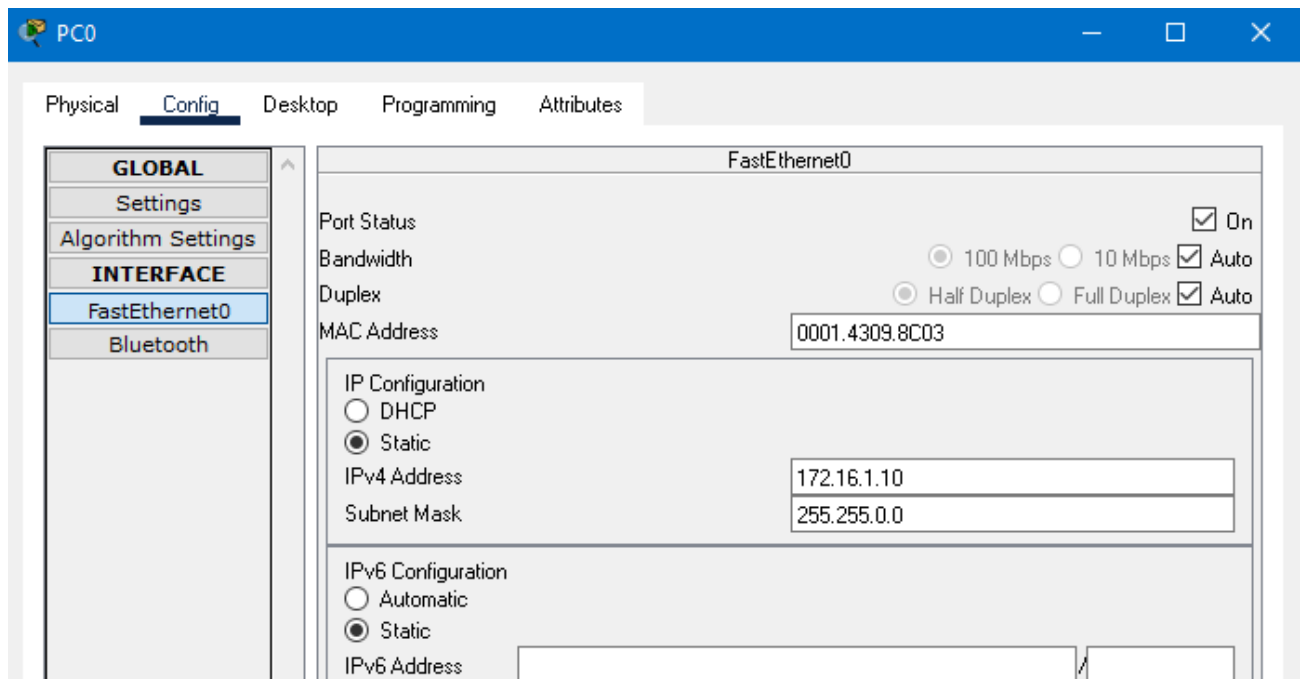 PC0
Physical Config Desktop Programming Attributes
GLOBAL
Settings
Algorithm Settings
INTERFACE
FastEthernet0
Bluetooth
FastEthernet0
Port Status On
Bandwidth 100 Mbps 10 Mbps Auto
Duplex Half Duplex Full Duplex Auto
MAC Address 0001.4309.8C03
IP Configuration
DHCP
Static
IPv4 Address 172.16.1.10
Subnet Mask 255.255.0.0
IPv6 Configuration
Automatic
Static
IPv6 Address /